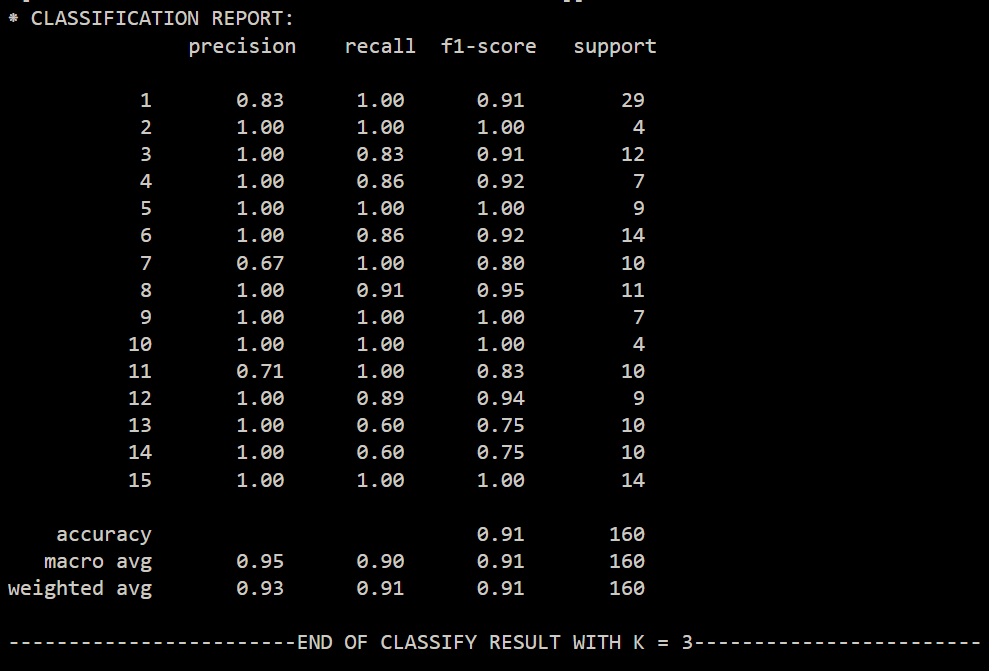 * CLASSIFICATION REPORT:
precision recall f1-score support
1 0.83 1.00 0.91 29
2 1.00 1.00 1.00 4
3 1.00 0.83 0.91 12
4 1.00 0.86 0.92 7
5 1.00 1.00 1.00 9
6 1.00 0.86 0.92 14
7 0.67 1.00 0.80 10
8 1.00 0.91 0.95 11
9 1.00 1.00 1.00 7
10 1.00 1.00 1.00 4
11 0.71 1.00 0.83 10
12 1.00 0.89 0.94 9
13 1.00 0.60 0.75 10
14 1.00 0.60 0.75 10
15 1.00 1.00 1.00 14
accuracy 0.91 160
macro avg 0.95 0.90 0.91 160
weighted avg 0.93 0.91 0.91 160
------------------------END OF CLASSIFY RESULT WITH K = 3------------------------